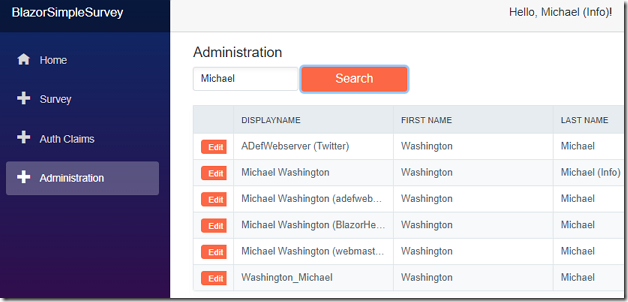 BlazorSimpleSurvey
Hello, Michael (Info)!
Home
Survey
Auth Claims
Administration
Administration
Michael Search
DISPLAYNAME FIRST NAME LAST NAME
Edit ADefWebserver (Twitter) Washington Michael
Edit Michael Washington Washington Michael (Info)
Edit Michael Washington (adefweb... Washington Michael
Edit Michael Washington (BlazorHe... Washington Michael
Edit Michael Washington (webmast... Washington Michael
Edit Washington_Michael Washington Michael